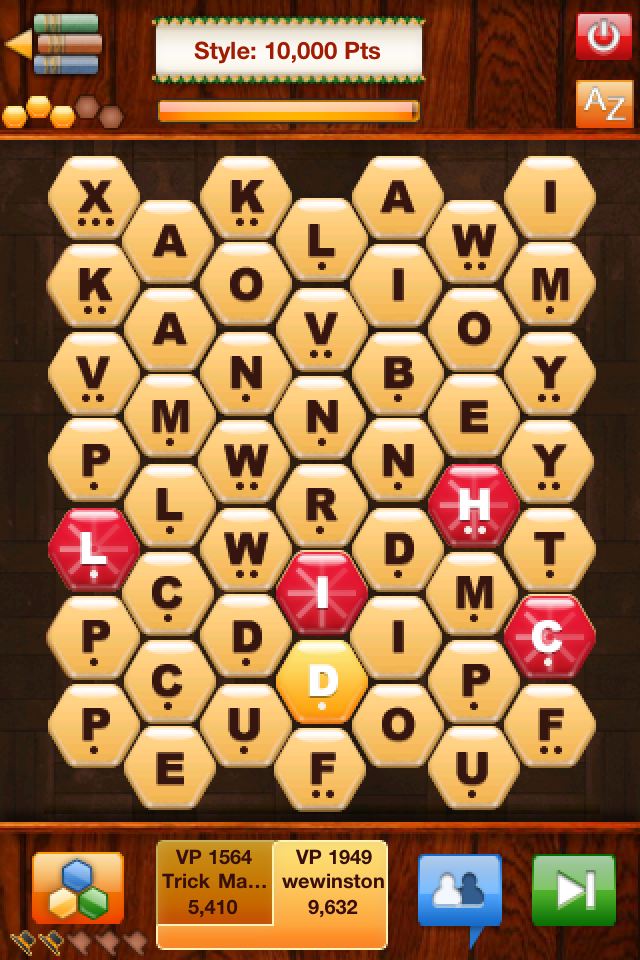 Style: 10,000 Pts
AZ
X K A I
A L W
K O I M
A V O
V N B Y
M N E
P W N Y
L R H
L W D T
C I M
P D I C
C D P
P U O F
E F U
VP 1564 VP 1949
Trick Ma... wewinston
5,410 9,632